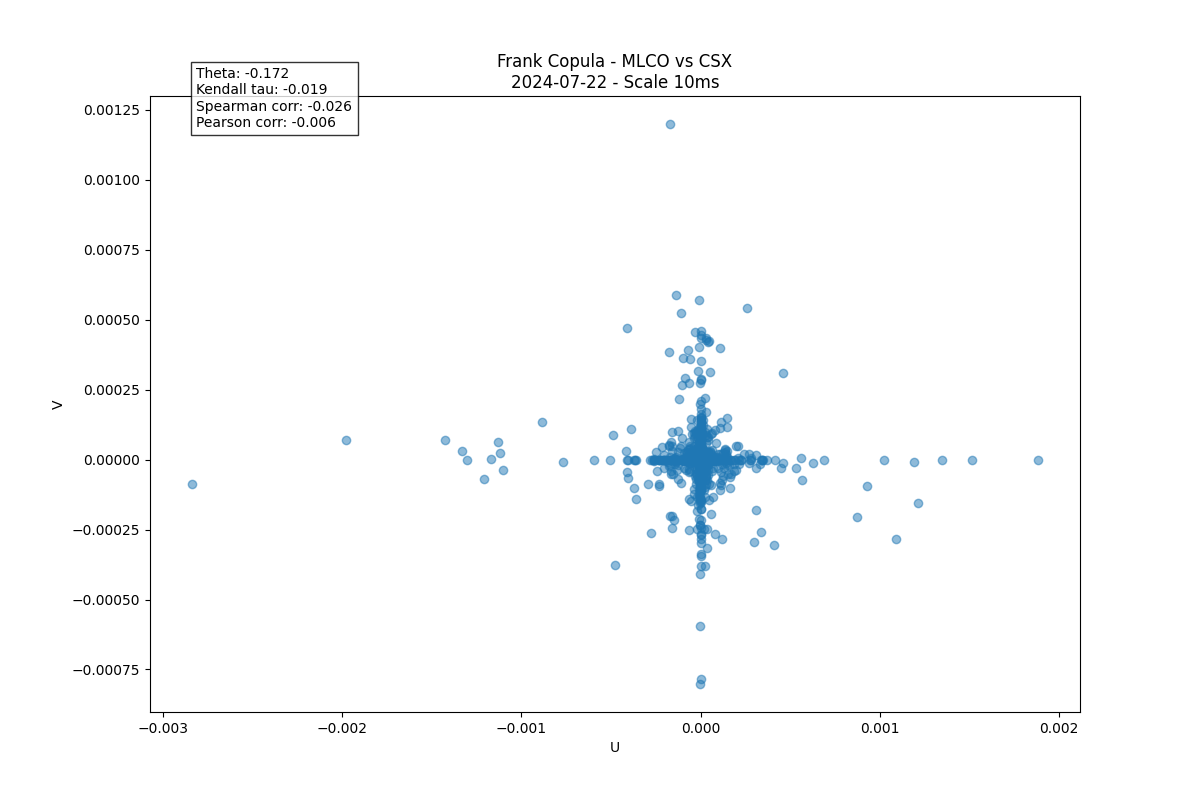 Frank Copula - MLCO vs CSX
2024-07-22 - Scale 10ms
Theta: -0.172
Kendall tau: -0.019
Spearman corr: -0.026
Pearson corr: -0.006
0.00125
0.00100
0.00075
0.00050
0.00025
0.00000
−0.00025
−0.00050
−0.00075
V
−0.003
−0.002
−0.001
0.000
0.001
0.002
U